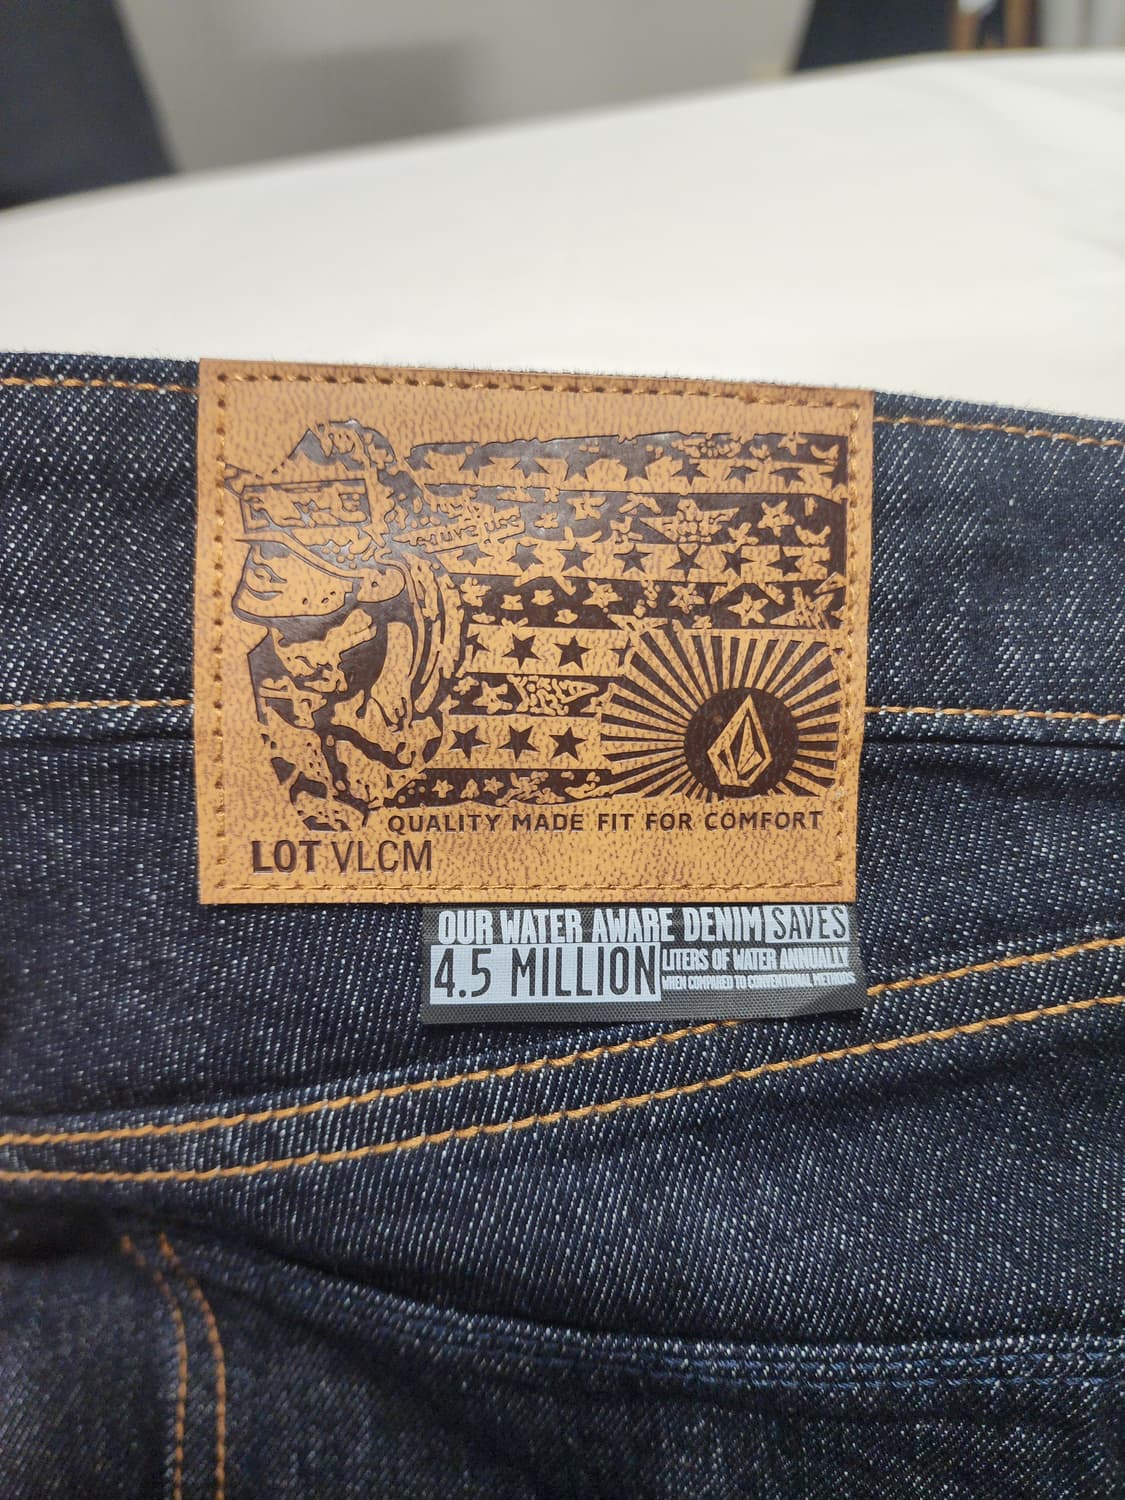 QUALITY MADE FIT FOR COMFORT
LOT VLCM
OUR WATER AWARE DENIM SAVES
4.5 MILLION LITERS OF WATER ANNUALLY
WHEN COMPARED TO CONVENTIONAL METHODS